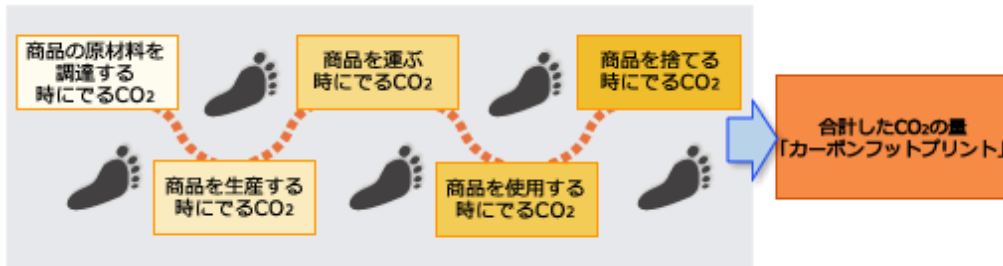 商品の原材料を
調達する
時にでるCO2
商品を生産する
時にでるCO2
商品を運ぶ
時にでるCO2
商品を使用する
時にでるCO2
商品を捨てる
時にでるCO2
合計したCO2の量
「カーボンフットプリント」